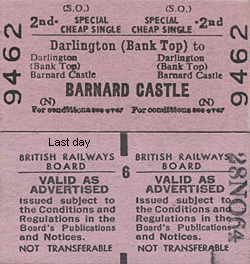 (S.O.) (S.O.)
2nd- SPECIAL CHEAP SINGLE SPECIAL CHEAP SINGLE -2nd
Darlington (Bank Top) to
Darlington Darlington
(Bank Top) (Bank Top)
Barnard Castle Barnard Castle
BARNARD CASTLE
(N) (N)
For conditions see over For conditions see over
9462 9462
Last day
BRITISH RAILWAYS BOARD
VALID AS ADVERTISED
Issued subject to
the Conditions and
Regulations in the
Board's Publications
and Notices.
NOT TRANSFERABLE
6
BRITISH RAILWAYS BOARD
VALID AS ADVERTISED
Issued subject to
the Conditions and
Regulations in the
Board's Publications
and Notices.
NOT TRANSFERABLE
28NO64